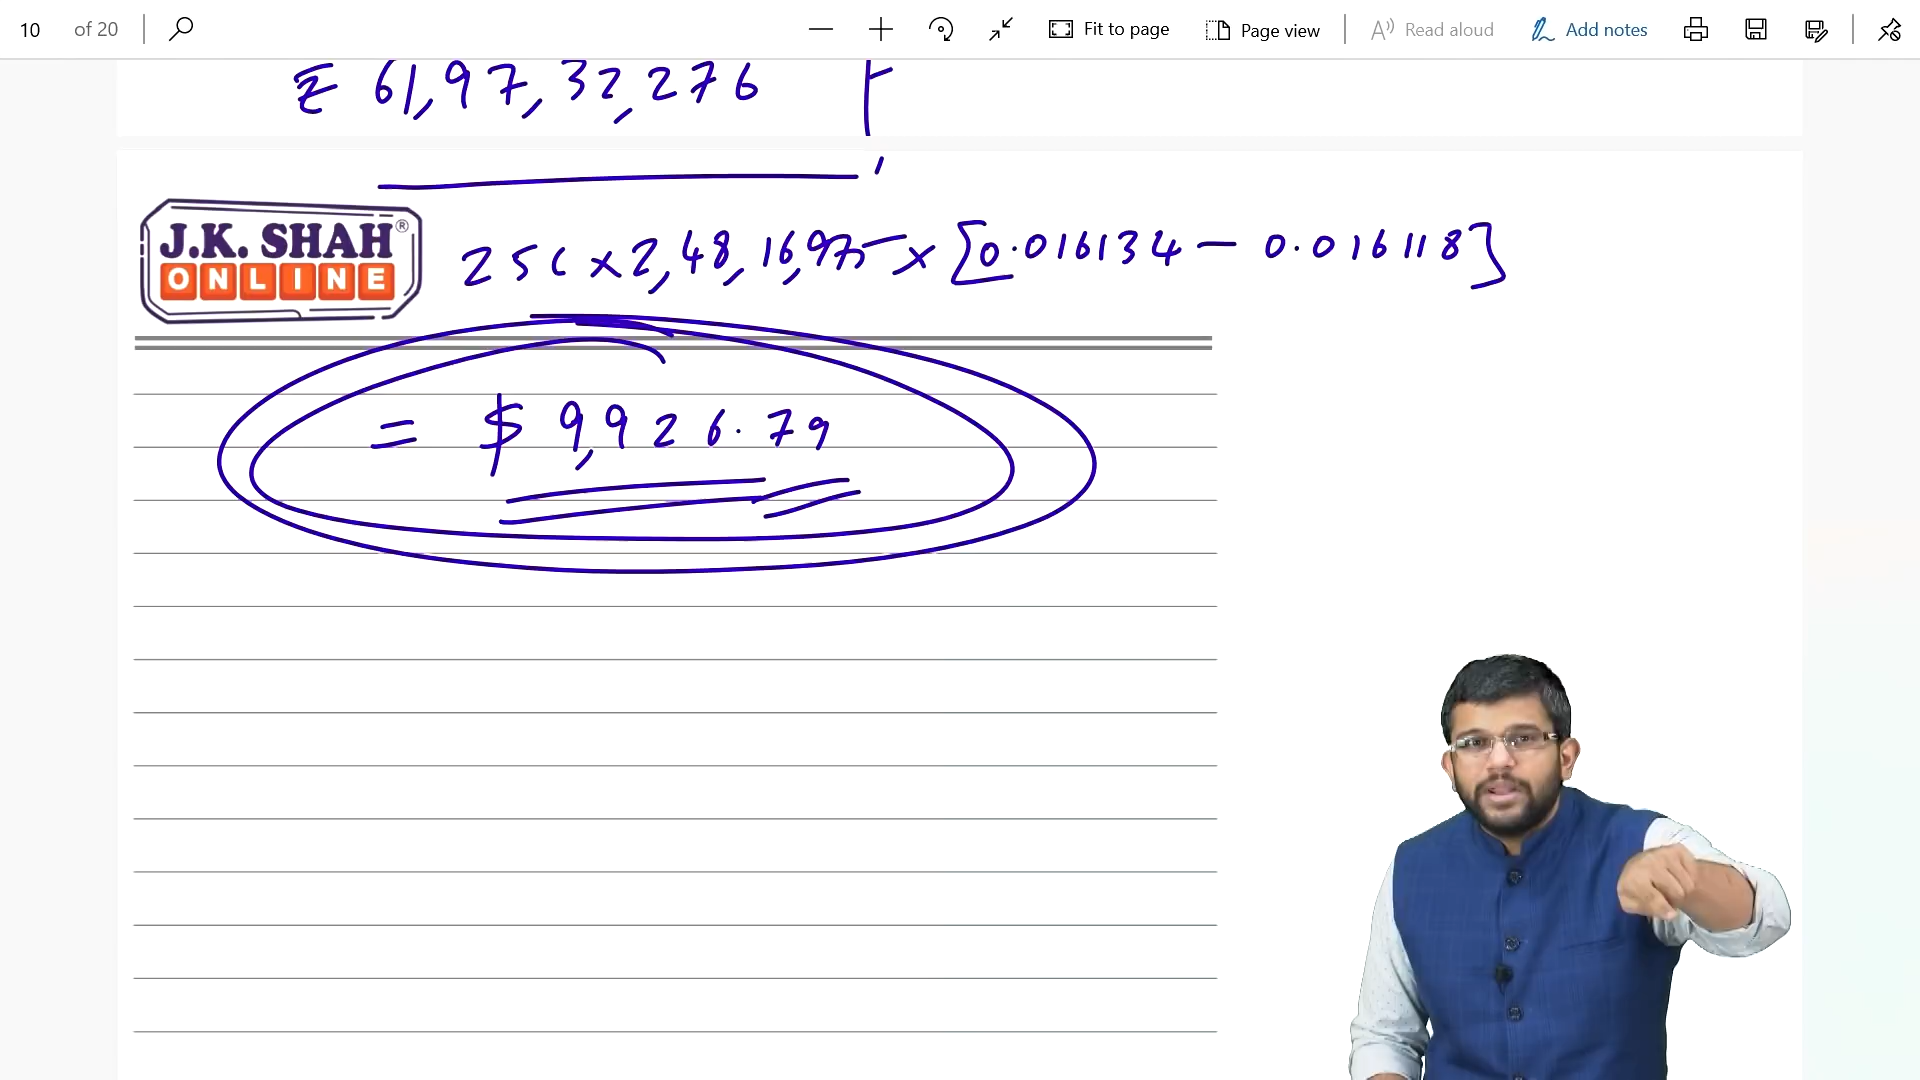 10 of 20 Fit to page Page view Read aloud Add notes
₹ 61,97,32,276
J.K. SHAH®
ONLINE
25C × 2,48,16,975 × [0.016134 — 0.016118]
= $ 9,926.79